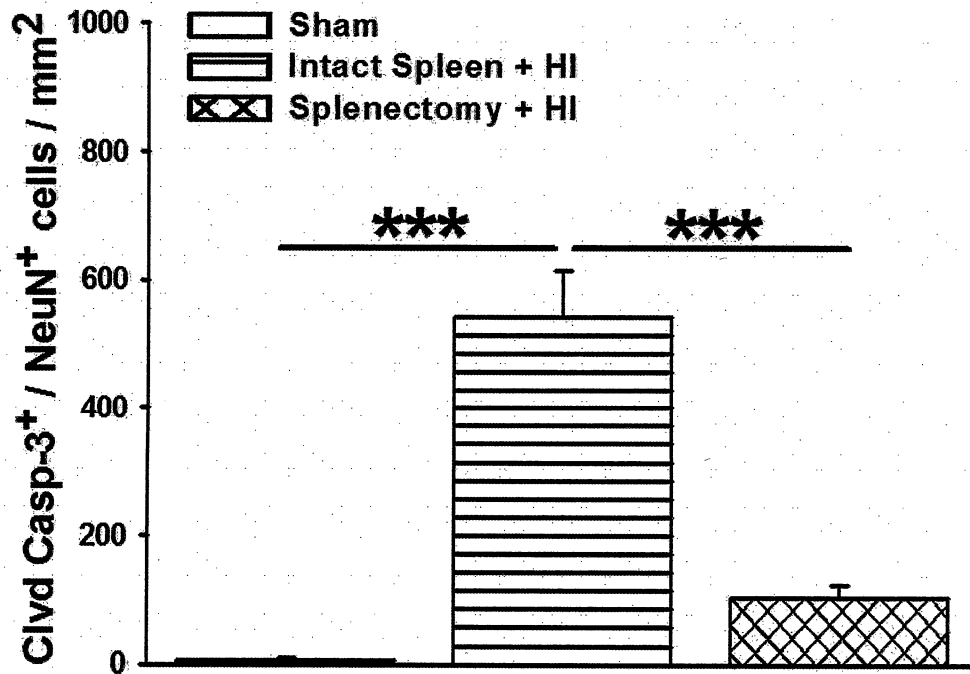 Clvd Casp-3+ / NeuN+ cells / mm2
1000
800
600
400
200
0
Sham
Intact Spleen + HI
Splenectomy + HI
*** ***